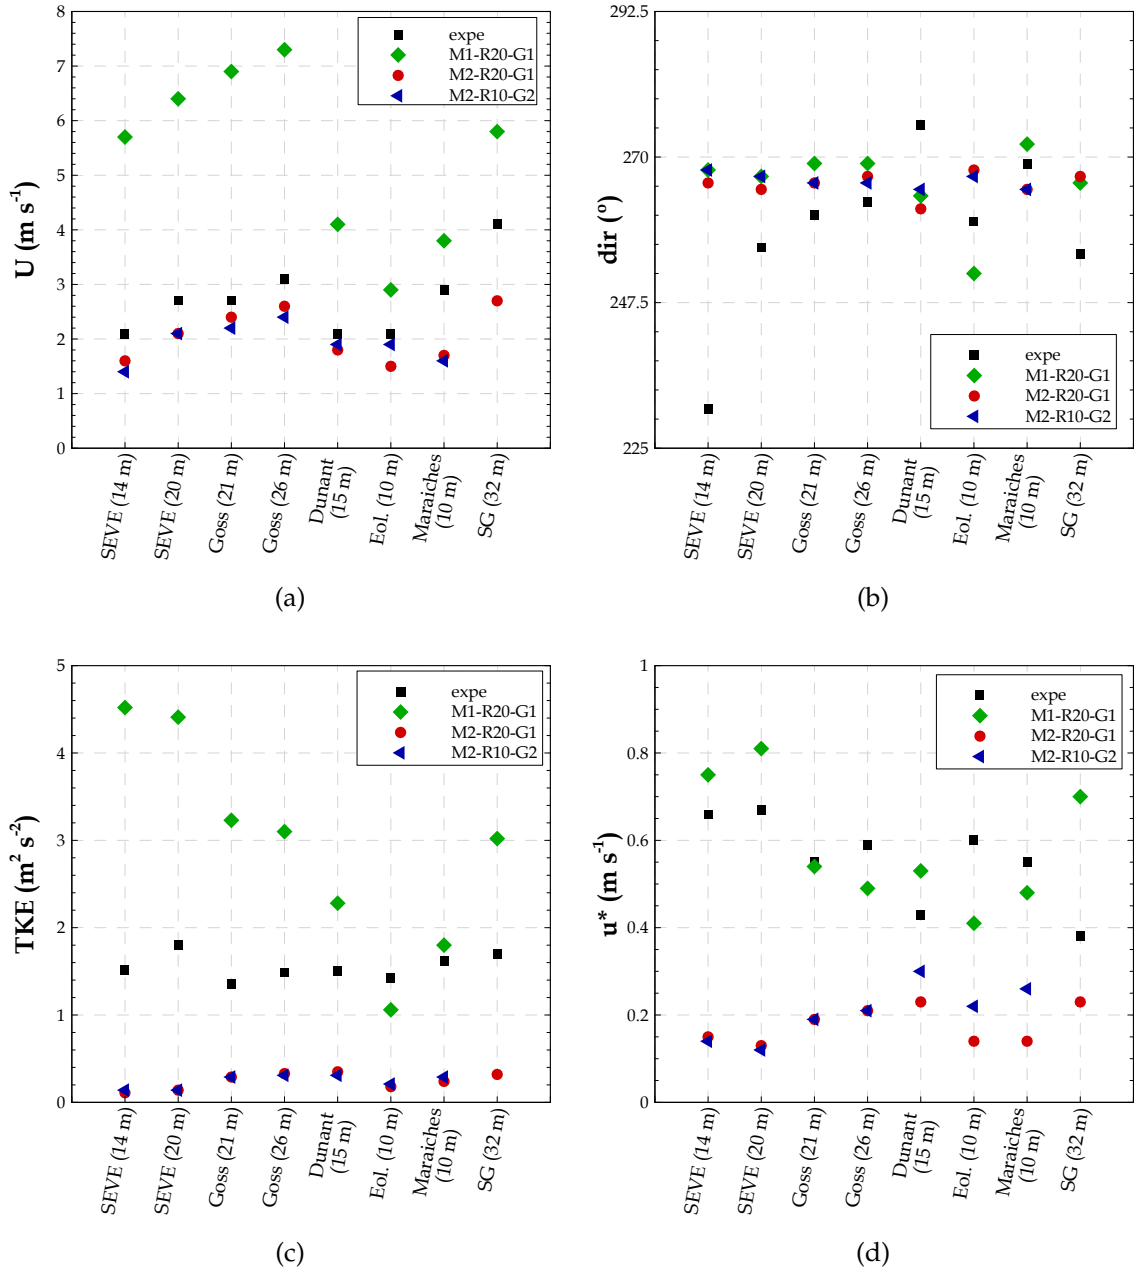 8
7
6
5
4
3
2
1
0
U (m s⁻¹)
expe
M1-R20-G1
M2-R20-G1
M2-R10-G2
SEVE (14 m)
SEVE (20 m)
Goss (21 m)
Goss (26 m)
Dunant
(15 m)
Eol. (10 m)
Maraiches
(10 m)
SG (32 m)
(a)
292.5
270
247.5
225
dir (°)
expe
M1-R20-G1
M2-R20-G1
M2-R10-G2
SEVE (14 m)
SEVE (20 m)
Goss (21 m)
Goss (26 m)
Dunant
(15 m)
Eol. (10 m)
Maraiches
(10 m)
SG (32 m)
(b)
5
4
3
2
1
0
TKE (m² s⁻²)
expe
M1-R20-G1
M2-R20-G1
M2-R10-G2
SEVE (14 m)
SEVE (20 m)
Goss (21 m)
Goss (26 m)
Dunant
(15 m)
Eol. (10 m)
Maraiches
(10 m)
SG (32 m)
(c)
1
0.8
0.6
0.4
0.2
0
u* (m s⁻¹)
expe
M1-R20-G1
M2-R20-G1
M2-R10-G2
SEVE (14 m)
SEVE (20 m)
Goss (21 m)
Goss (26 m)
Dunant
(15 m)
Eol. (10 m)
Maraiches
(10 m)
SG (32 m)
(d)